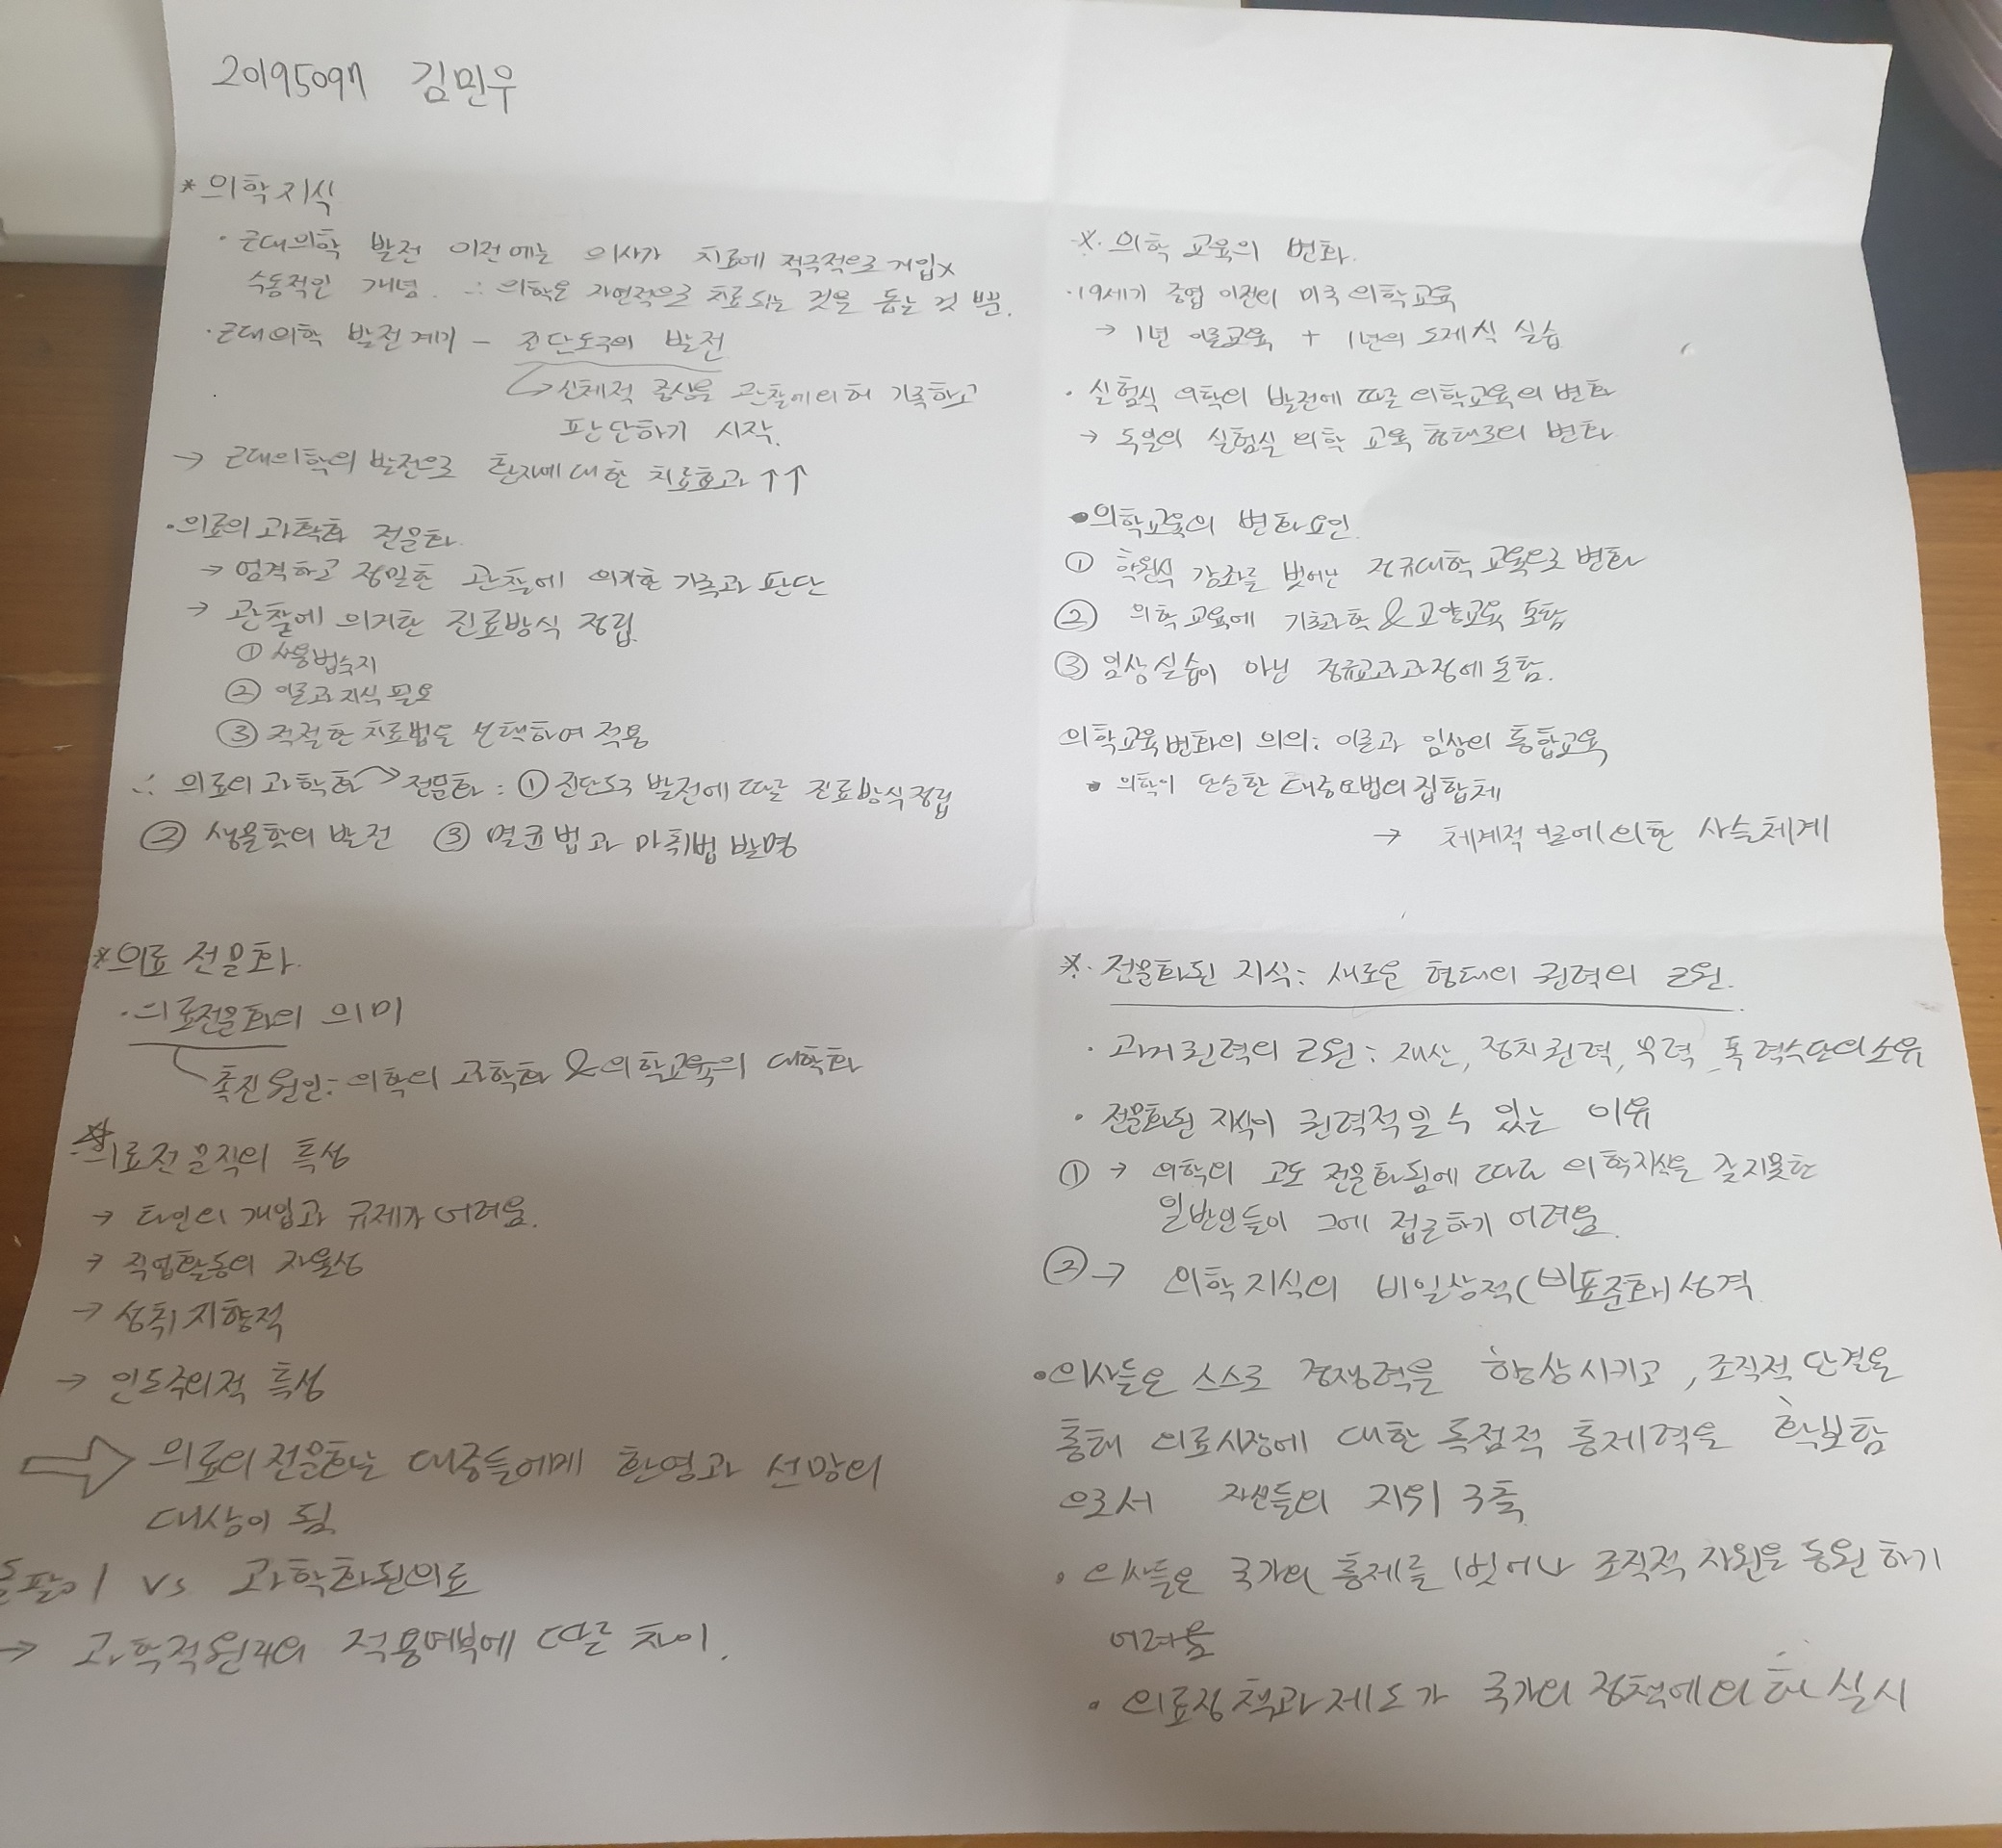 20195097 김민우
* 의학지식
· 근대의학 발전 이전에는 의사가 치료에 적극적으로 개입x
수동적인 개념. ∴ 의학은 자연적으로 치료되는 것을 돕는 것 뿐.
· 근대의학 발전계기 - 진단도구의 발전
↳ 신체적 증상을 관찰에의해 기록하고
판단하기 시작.
→ 근대의학의 발전으로 환자에 대한 치료효과 ↑↑
· 의료의 과학화 전문화
→ 엄격하고 정밀한 관찰에 의거한 기록과 판단
→ 관찰에 의거한 진료방식 정립
① 사용법숙지
② 이론과 지식 필요
③ 적절한 치료법을 선택하여 적용
∴ 의료의 과학화 → 전문화 : ① 진단도구 발전에 따른 진료방식정립
② 생물학의 발전 ③ 멸균법과 마취법 발명
* 의료 전문화
· 의료전문화의 의미
촉진원인: 의학의 과학화 & 의학교육의 대학화
의료전문직의 특성
→ 타인의 개입과 규제가 어려움.
→ 직업활동의 자율성
→ 성취지향적
→ 인도주의적 특성
⇨ 의료의 전문화는 대중들에게 환영과 선망의
대상이 됨
돌팔이 vs 과학화된의료
→ 과학적원리의 적용여부에 따른 차이.
※· 의학 교육의 변화.
· 19세기 중엽 이전의 미국 의학교육
→ 1년 이론교육 + 1년의 도제식 실습
· 실험식 의학의 발전에 따른 의학교육의 변화
→ 독일의 실험식 의학 교육 형태로의 변화
● 의학교육의 변화요인.
① 학원식 강좌를 벗어난 정규대학 교육으로 변화
② 의학교육에 기초과학 & 교양교육 포함
③ 임상실습이 아닌 정규교과과정에 포함.
의학교육변화의 의의: 이론과 임상의 통합교육
● 의학이 단순한 대중요법의 집합체
→ 체계적 이론에 의한 사슬체계
※· 전문화된 지식: 새로운 형태의 권력의 근원.
· 과거권력의 근원: 재산, 정치권력, 무력, 폭력수단의 소유
· 전문화된 지식이 권력적일 수 있는 이유
① → 의학의 고도 전문화됨에 따라 의학지식을 갖지못한
일반인들이 그에 접근하기 어려움.
② → 의학지식의 비일상적(비표준화)성격
● 의사들은 스스로 경쟁력을 향상시키고, 조직적 단결을
통해 의료시장에 대한 독점적 통제력을 확보함
으로서 자신들의 지위 구축
· 의사들은 국가의 통제를 벗어나 조직적 자원을 동원하기
어려움
· 의료정책과 제도가 국가의 정책에 의해 실시